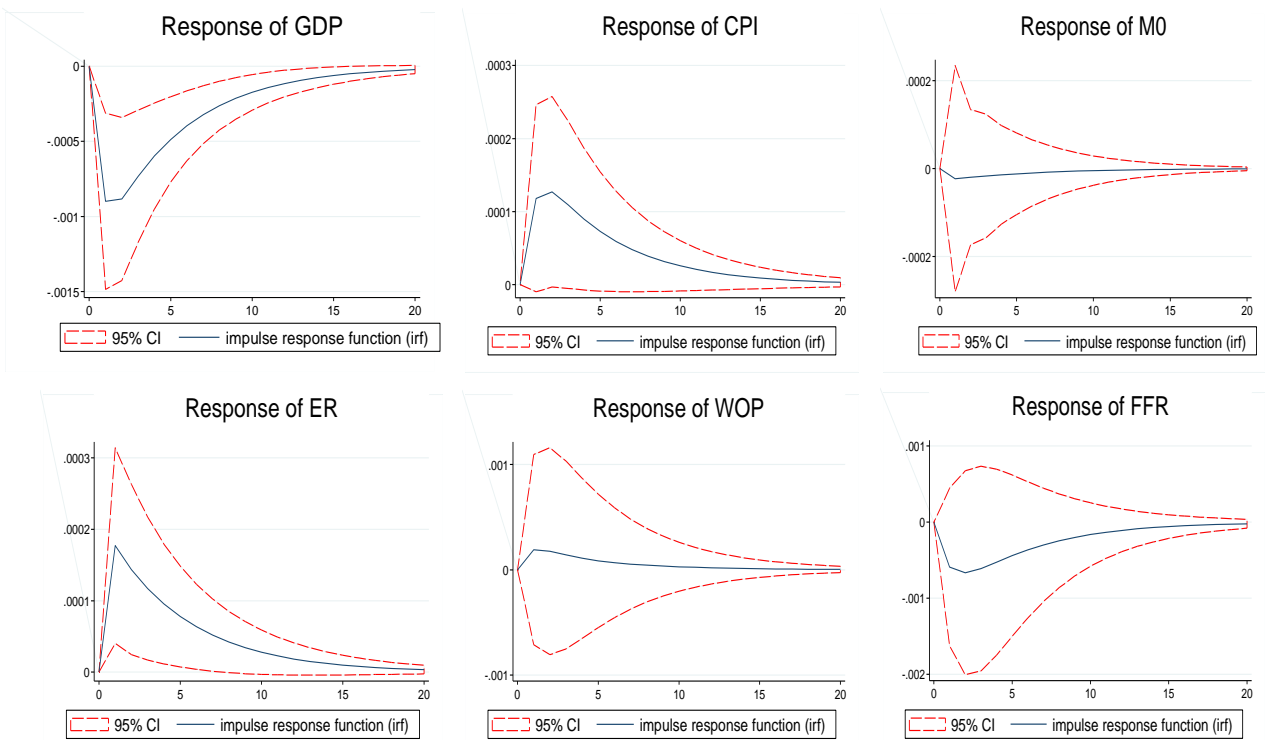 Response of GDP
0
-.0005
-.001
-.0015
0 5 10 15 20
95% CI impulse response function (irf)
Response of CPI
.0003
.0002
.0001
0
0 5 10 15 20
95% CI impulse response function (irf)
Response of M0
.0002
0
-.0002
0 5 10 15 20
95% CI impulse response function (irf)
Response of ER
.0003
.0002
.0001
0
0 5 10 15 20
95% CI impulse response function (irf)
Response of WOP
.001
0
-.001
0 5 10 15 20
95% CI impulse response function (irf)
Response of FFR
.001
0
-.001
-.002
0 5 10 15 20
95% CI impulse response function (irf)